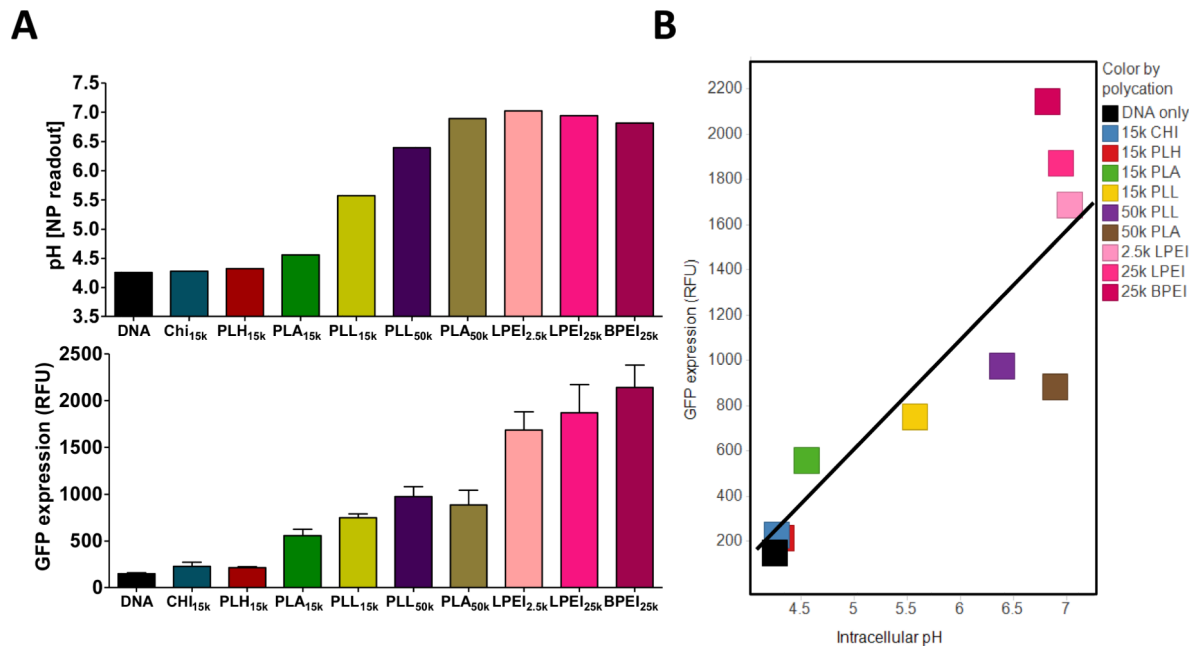 A
pH [NP readout]
7.5
7.0
6.5
6.0
5.5
5.0
4.5
4.0
3.5
DNA Chi15k PLH15k PLA15k PLL15k PLL50k PLA50k LPEI2.5k LPEI25k BPEI25k
GFP expression (RFU)
2500
2000
1500
1000
500
0
DNA CHI15k PLH15k PLA15k PLL15k PLL50k PLA50k LPEI2.5k LPEI25k BPEI25k
B
GFP expression (RFU)
2200
2000
1800
1600
1400
1200
1000
800
600
400
200
4.5 5 5.5 6 6.5 7
Intracellular pH
Color by
polycation
DNA only
15k CHI
15k PLH
15k PLA
15k PLL
50k PLL
50k PLA
2.5k LPEI
25k LPEI
25k BPEI